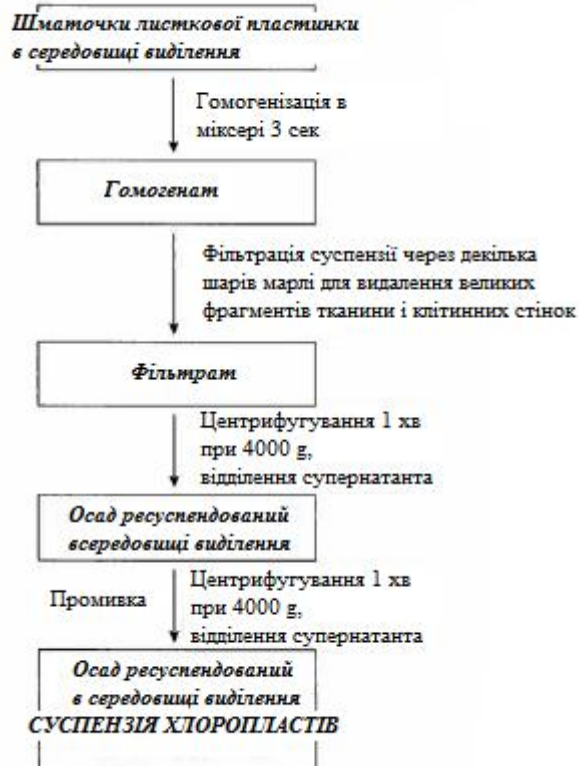 Шматочки листкової пластинки
в середовищі виділення
Гомогенізація в
міксері 3 сек
Гомогенат
Фільтрація суспензії через декілька
шарів марлі для видалення великих
фрагментів тканини і клітинних стінок
Фільтрат
Центрифугування 1 хв
при 4000 g,
відділення супернатанта
Осад ресуспендований
всередовищі виділення
Промивка
Центрифугування 1 хв
при 4000 g,
відділення супернатанта
Осад ресуспендований
в середовищі виділення
СУСПЕНЗІЯ ХЛОРОПЛАСТІВ